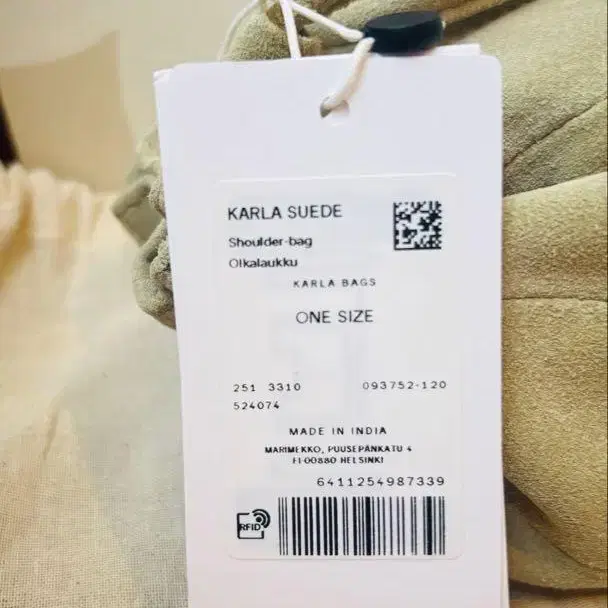 KARLA SUEDE
Shoulder-bag
Olkalaukku
KARLA BAGS
ONE SIZE
251 3310 093752-120
524074
MADE IN INDIA
MARIMEKKO, PUUSEPÄNKATU 4
FI-00880 HELSINKI
6411254987339
RFID